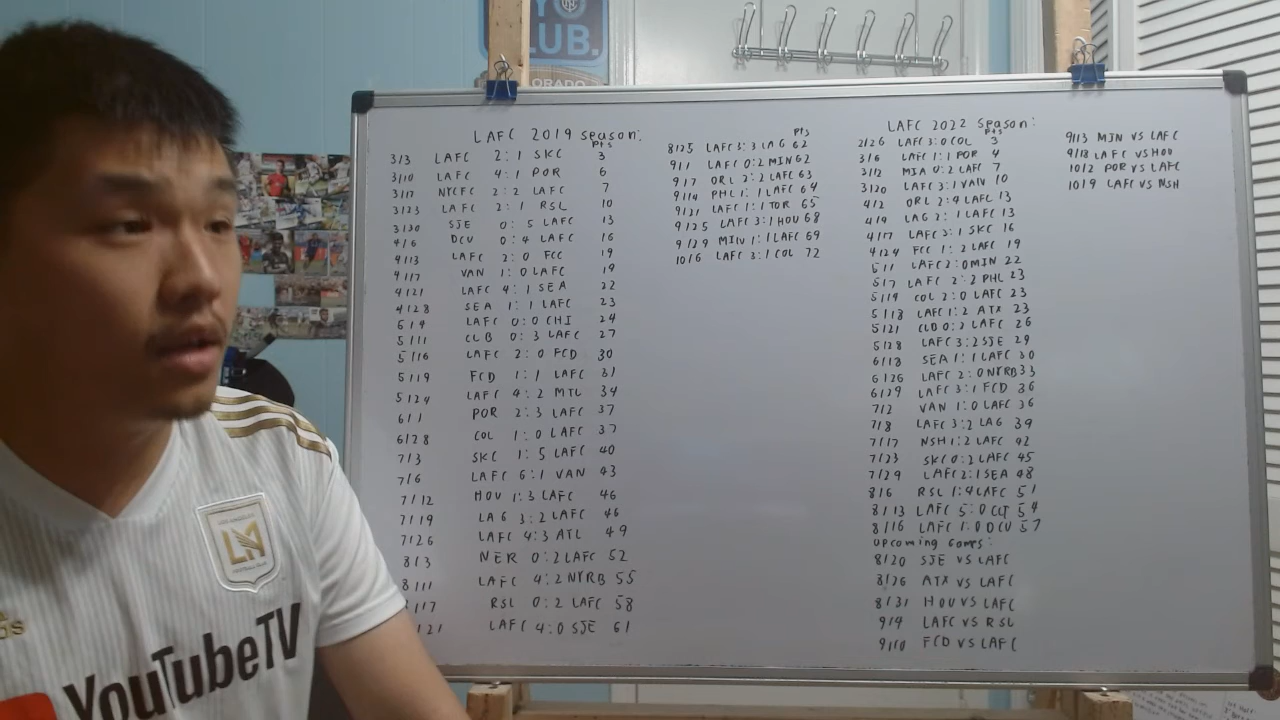 YO
LUB.
ORADO
LAFC 2019 season:
Pts
3/3 LAFC 2:1 SKC 3
3/10 LAFC 4:1 POR 6
3/17 NYCFC 2:2 LAFC 7
3/23 LAFC 2:1 RSL 10
3/30 SJE 0:5 LAFC 13
4/6 DCU 0:4 LAFC 16
4/13 LAFC 2:0 FCC 19
4/17 VAN 1:0 LAFC 19
4/21 LAFC 4:1 SEA 22
4/28 SEA 1:1 LAFC 23
LAFC 0:0 CHI 24
5/11 CLB 0:3 LAFC 27
5/16 LAFC 2:0 FCD 30
5/19 FCD 1:1 LAFC 31
5/24 LAFC 4:2 MTL 34
6/1 POR 2:3 LAFC 37
6/28 COL 1:0 LAFC 37
7/3 SKC 1:5 LAFC 40
7/6 LAFC 6:1 VAN 43
7/12 HOU 1:3 LAFC 46
7/19 LAG 3:2 LAFC 46
7/26 LAFC 4:3 ATL 49
8/3 NER 0:2 LAFC 52
8/11 LAFC 4:2 NYRB 55
/17 RSL 0:2 LAFC 58
/21 LAFC 4:0 SJE 61
Pts
8/25 LAFC 3:3 LAG 62
9/1 LAFC 0:2 MIN 62
9/7 ORL 2:2 LAFC 63
9/14 PHL 1:1 LAFC 64
9/21 LAFC 1:1 TOR 65
9/25 LAFC 3:1 HOU 68
9/29 MIN 1:1 LAFC 69
10/6 LAFC 3:1 COL 72
LAFC 2022 season:
Pts
2/26 LAFC 3:0 COL 3
3/6 LAFC 1:1 POR 4
3/12 MIA 0:2 LAFC 7
3/20 LAFC 3:1 VAN 10
4/2 ORL 2:4 LAFC 13
4/9 LAG 2:1 LAFC 13
4/17 LAFC 3:1 SKC 16
4/24 FCC 1:2 LAFC 19
5/1 LAFC 2:0 MIN 22
5/7 LAFC 2:2 PHL 23
5/14 COL 2:0 LAFC 23
5/18 LAFC 1:2 ATX 23
5/21 CLB 0:2 LAFC 26
5/28 LAFC 3:2 SJE 29
6/18 SEA 1:1 LAFC 30
6/26 LAFC 2:0 NYRB 33
6/29 LAFC 3:1 FCD 36
7/2 VAN 1:0 LAFC 36
7/8 LAFC 3:2 LAG 39
7/17 NSH 1:2 LAFC 42
7/23 SKC 0:2 LAFC 45
7/29 LAFC 2:1 SEA 48
8/6 RSL 1:4 LAFC 51
8/13 LAFC 5:0 CLT 54
8/16 LAFC 1:0 DCU 57
Upcoming Games:
8/20 SJE VS LAFC
8/26 ATX VS LAFC
8/31 HOU VS LAFC
9/4 LAFC VS RSL
9/10 FCD VS LAFC
9/13 MIN VS LAFC
9/18 LAFC VS HOU
10/2 POR VS LAFC
10/9 LAFC VS NSH
LA
YouTubeTV